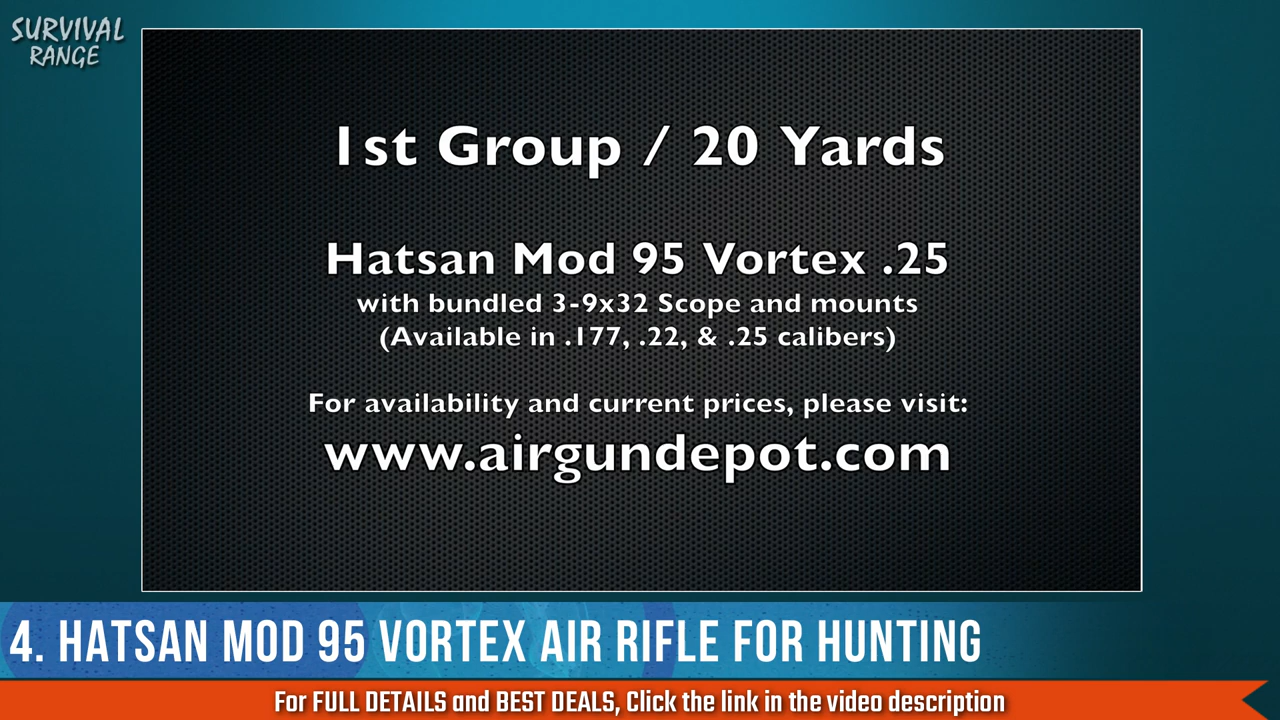 SURVIVAL
RANGE
1st Group / 20 Yards
Hatsan Mod 95 Vortex .25
with bundled 3-9x32 Scope and mounts
(Available in .177, .22, & .25 calibers)
For availability and current prices, please visit:
www.airgundepot.com
4. HATSAN MOD 95 VORTEX AIR RIFLE FOR HUNTING
For FULL DETAILS and BEST DEALS, Click the link in the video description